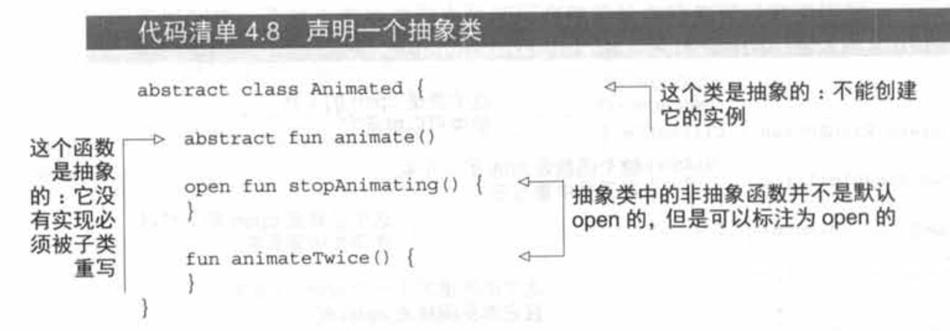 代码清单 4.8 声明一个抽象类
abstract class Animated {
这个类是抽象的：不能创建
它的实例
abstract fun animate()
这个函数
是抽象
的：它没
有实现必
须被子类
重写
open fun stopAnimating() {
}
抽象类中的非抽象函数并不是默认
open 的，但是可以标注为 open 的
fun animateTwice() {
}
}